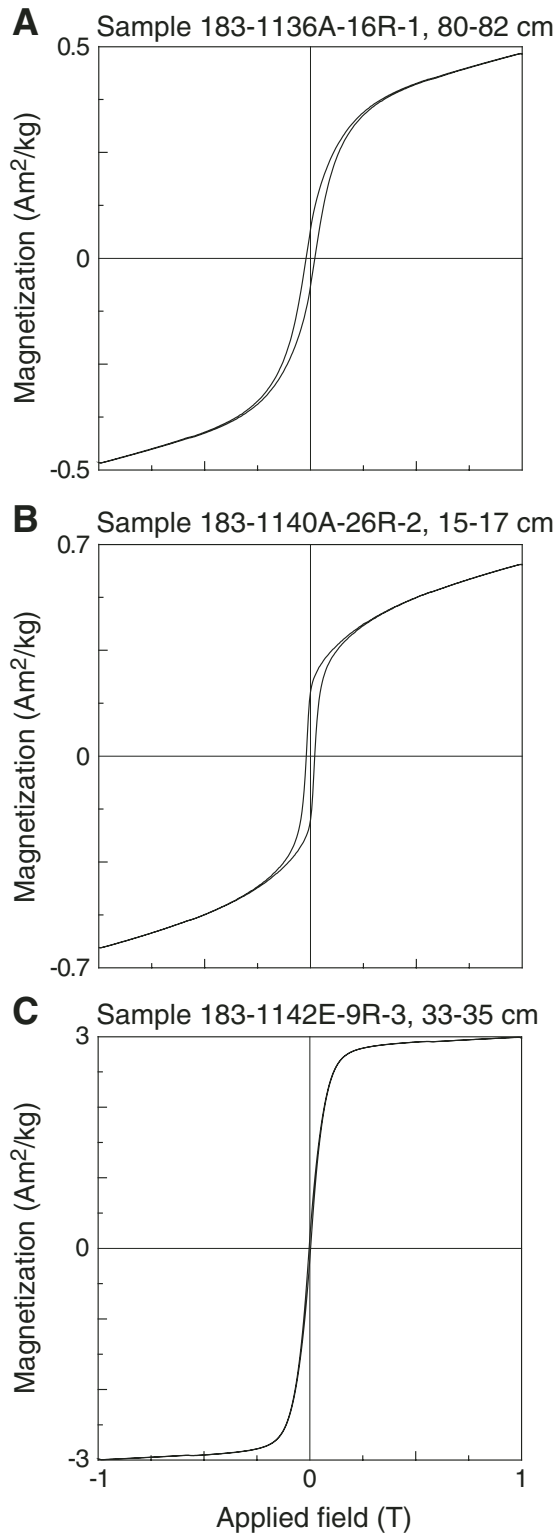 A Sample 183-1136A-16R-1, 80-82 cm
0.5
Magnetization (Am²/kg)
0
-0.5
B Sample 183-1140A-26R-2, 15-17 cm
0.7
Magnetization (Am²/kg)
0
-0.7
C Sample 183-1142E-9R-3, 33-35 cm
3
Magnetization (Am²/kg)
0
-3
-1 0 1
Applied field (T)